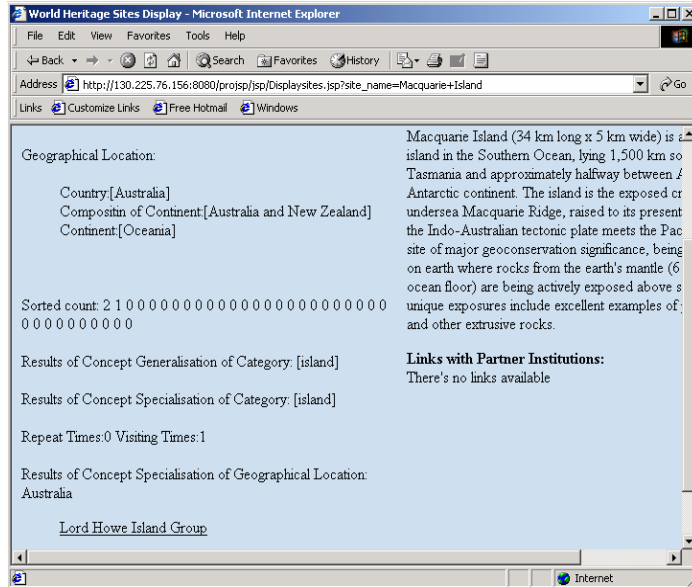 World Heritage Sites Display - Microsoft Internet Explorer
File Edit View Favorites Tools Help
Back Search Favorites History
Address http://130.225.76.156:8080/projsp/jsp/Displaysites.jsp?site_name=Macquarie+Island Go
Links Customize Links Free Hotmail Windows
Geographical Location:
Country:[Australia]
Compositin of Continent:[Australia and New Zealand]
Continent:[Oceania]
Sorted count: 2 1 0 0 0 0 0 0 0 0 0 0 0 0 0 0 0 0 0 0 0 0 0 0 0
0 0 0 0 0 0 0 0 0 0
Results of Concept Generalisation of Category: [island]
Results of Concept Specialisation of Category: [island]
Repeat Times:0 Visiting Times:1
Results of Concept Specialisation of Geographical Location:
Australia
Lord Howe Island Group
Macquarie Island (34 km long x 5 km wide) is
island in the Southern Ocean, lying 1,500 km so
Tasmania and approximately halfway between
Antarctic continent. The island is the exposed cr
undersea Macquarie Ridge, raised to its present
the Indo-Australian tectonic plate meets the Pac
site of major geoconservation significance, being
on earth where rocks from the earth's mantle (6
ocean floor) are being actively exposed above s
unique exposures include excellent examples of
and other extrusive rocks.
Links with Partner Institutions:
There's no links available
Internet